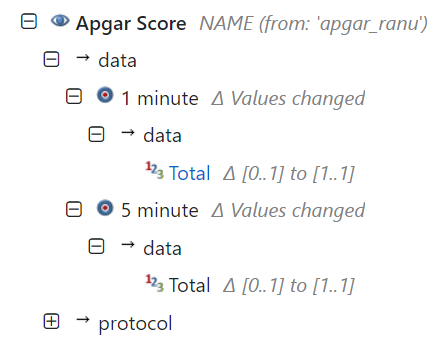 Apgar Score NAME (from: 'apgar_ranu')
→ data
1 minute Δ Values changed
→ data
123 Total Δ [0..1] to [1..1]
5 minute Δ Values changed
→ data
123 Total Δ [0..1] to [1..1]
→ protocol